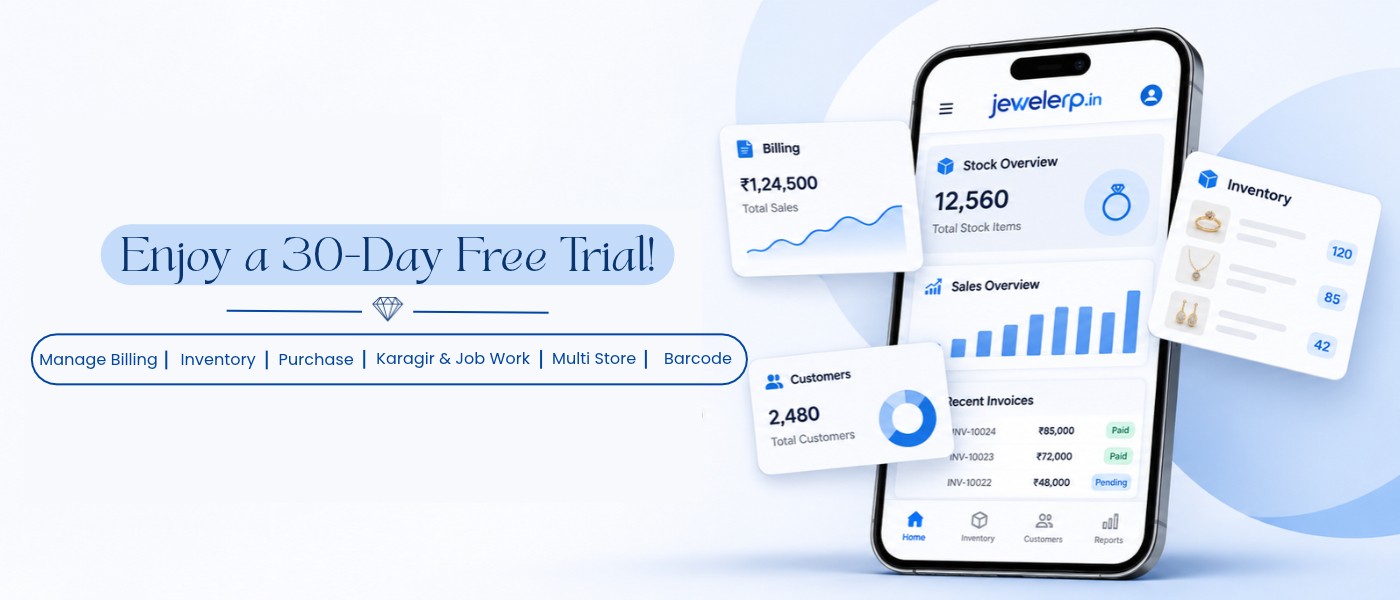 Enjoy a 30-Day Free Trial!
Manage Billing | Inventory | Purchase | Karagir & Job Work | Multi Store | Barcode
jewelerp.in
Billing
₹1,24,500
Total Sales
Stock Overview
12,560
Total Stock Items
Inventory
120
85
42
Sales Overview
Customers
2,480
Total Customers
Recent Invoices
INV-10024 ₹85,000 Paid
INV-10023 ₹72,000 Paid
INV-10022 ₹48,000 Pending
Home Inventory Customers Reports